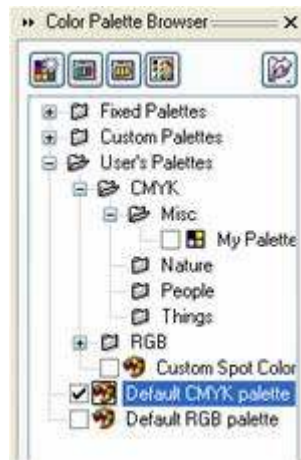 Color Palette Browser
Fixed Palettes
Custom Palettes
User's Palettes
CMYK
Misc
My Palette
Nature
People
Things
RGB
Custom Spot Color
Default CMYK palette
Default RGB palette